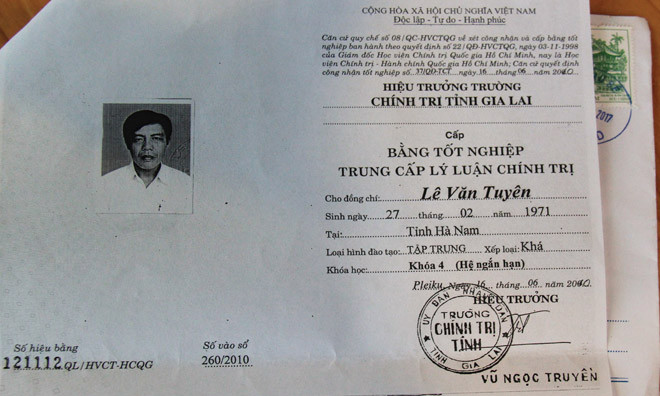 CỘNG HÒA XÃ HỘI CHỦ NGHĨA VIỆT NAM
Độc lập - Tự do - Hạnh phúc
Căn cứ quy chế số 08/QC-HVCTQG về xét công nhận và cấp bằng tốt
nghiệp ban hành theo quyết định số 22/QĐ-HVCTQG, ngày 03-11-1998
của Giám đốc Học viện Chính trị Quốc gia Hồ Chí Minh, nay là Học
viện Chính trị - Hành chính Quốc gia Hồ Chí Minh; Căn cứ quyết định
công nhận tốt nghiệp số 37/QĐ-TCT ngày 16 tháng 06 năm 2010
HIỆU TRƯỞNG TRƯỜNG
CHÍNH TRỊ TỈNH GIA LAI
Cấp
BẰNG TỐT NGHIỆP
TRUNG CẤP LÝ LUẬN CHÍNH TRỊ
Cho đồng chí: Lê Văn Tuyên
Sinh ngày 27 tháng 02 năm 1971
Tại: Tỉnh Hà Nam
Loại hình đào tạo: TẬP TRUNG Xếp loại: Khá
Khóa học: Khóa 4 (Hệ ngắn hạn)
Pleiku, Ngày 16 tháng 06 năm 2010
HIỆU TRƯỞNG
ỦY BAN NHÂN DÂN
TRƯỜNG
CHÍNH TRỊ
TỈNH
TỈNH GIA LAI
VŨ NGỌC TRUYỀN
Số hiệu bằng
121112 QL/HVCT-HCQG
Số vào sổ
260/2010
2017